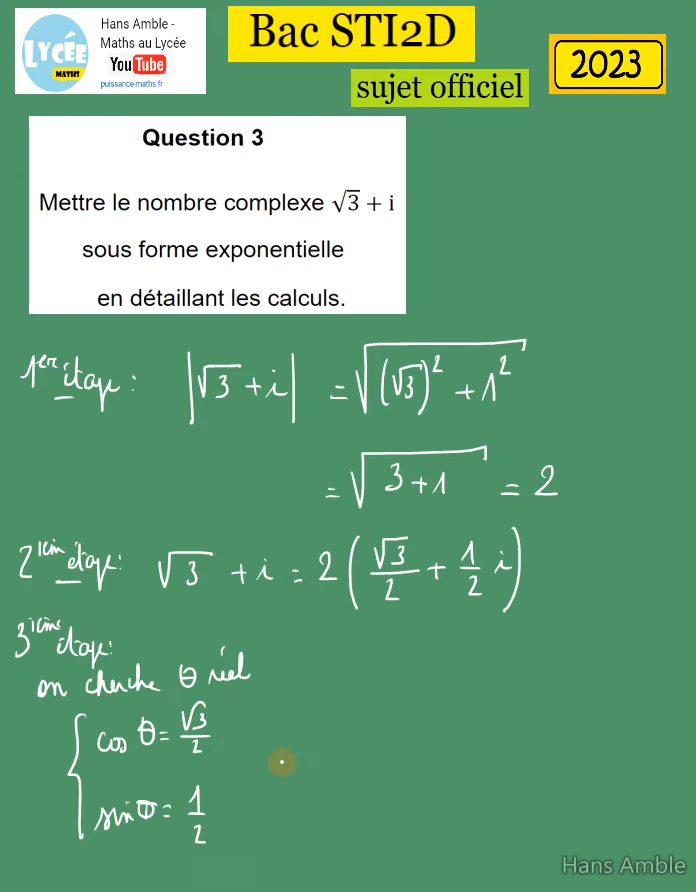 Hans Amble -
Maths au Lycée
YouTube
puissance-maths.fr
LYCÉE
MATHS
Bac STI2D
sujet officiel
2023
Question 3
Mettre le nombre complexe √3 + i
sous forme exponentielle
en détaillant les calculs.
1er étape : |√3 + i| = √((√3)² + 1²)
= √(3+1) = 2
2ième étape : √3 + i = 2(√3/2 + 1/2 i)
3ième étape :
on cherche θ réel
{ cos θ = √3/2
sin θ = 1/2
Hans Amble